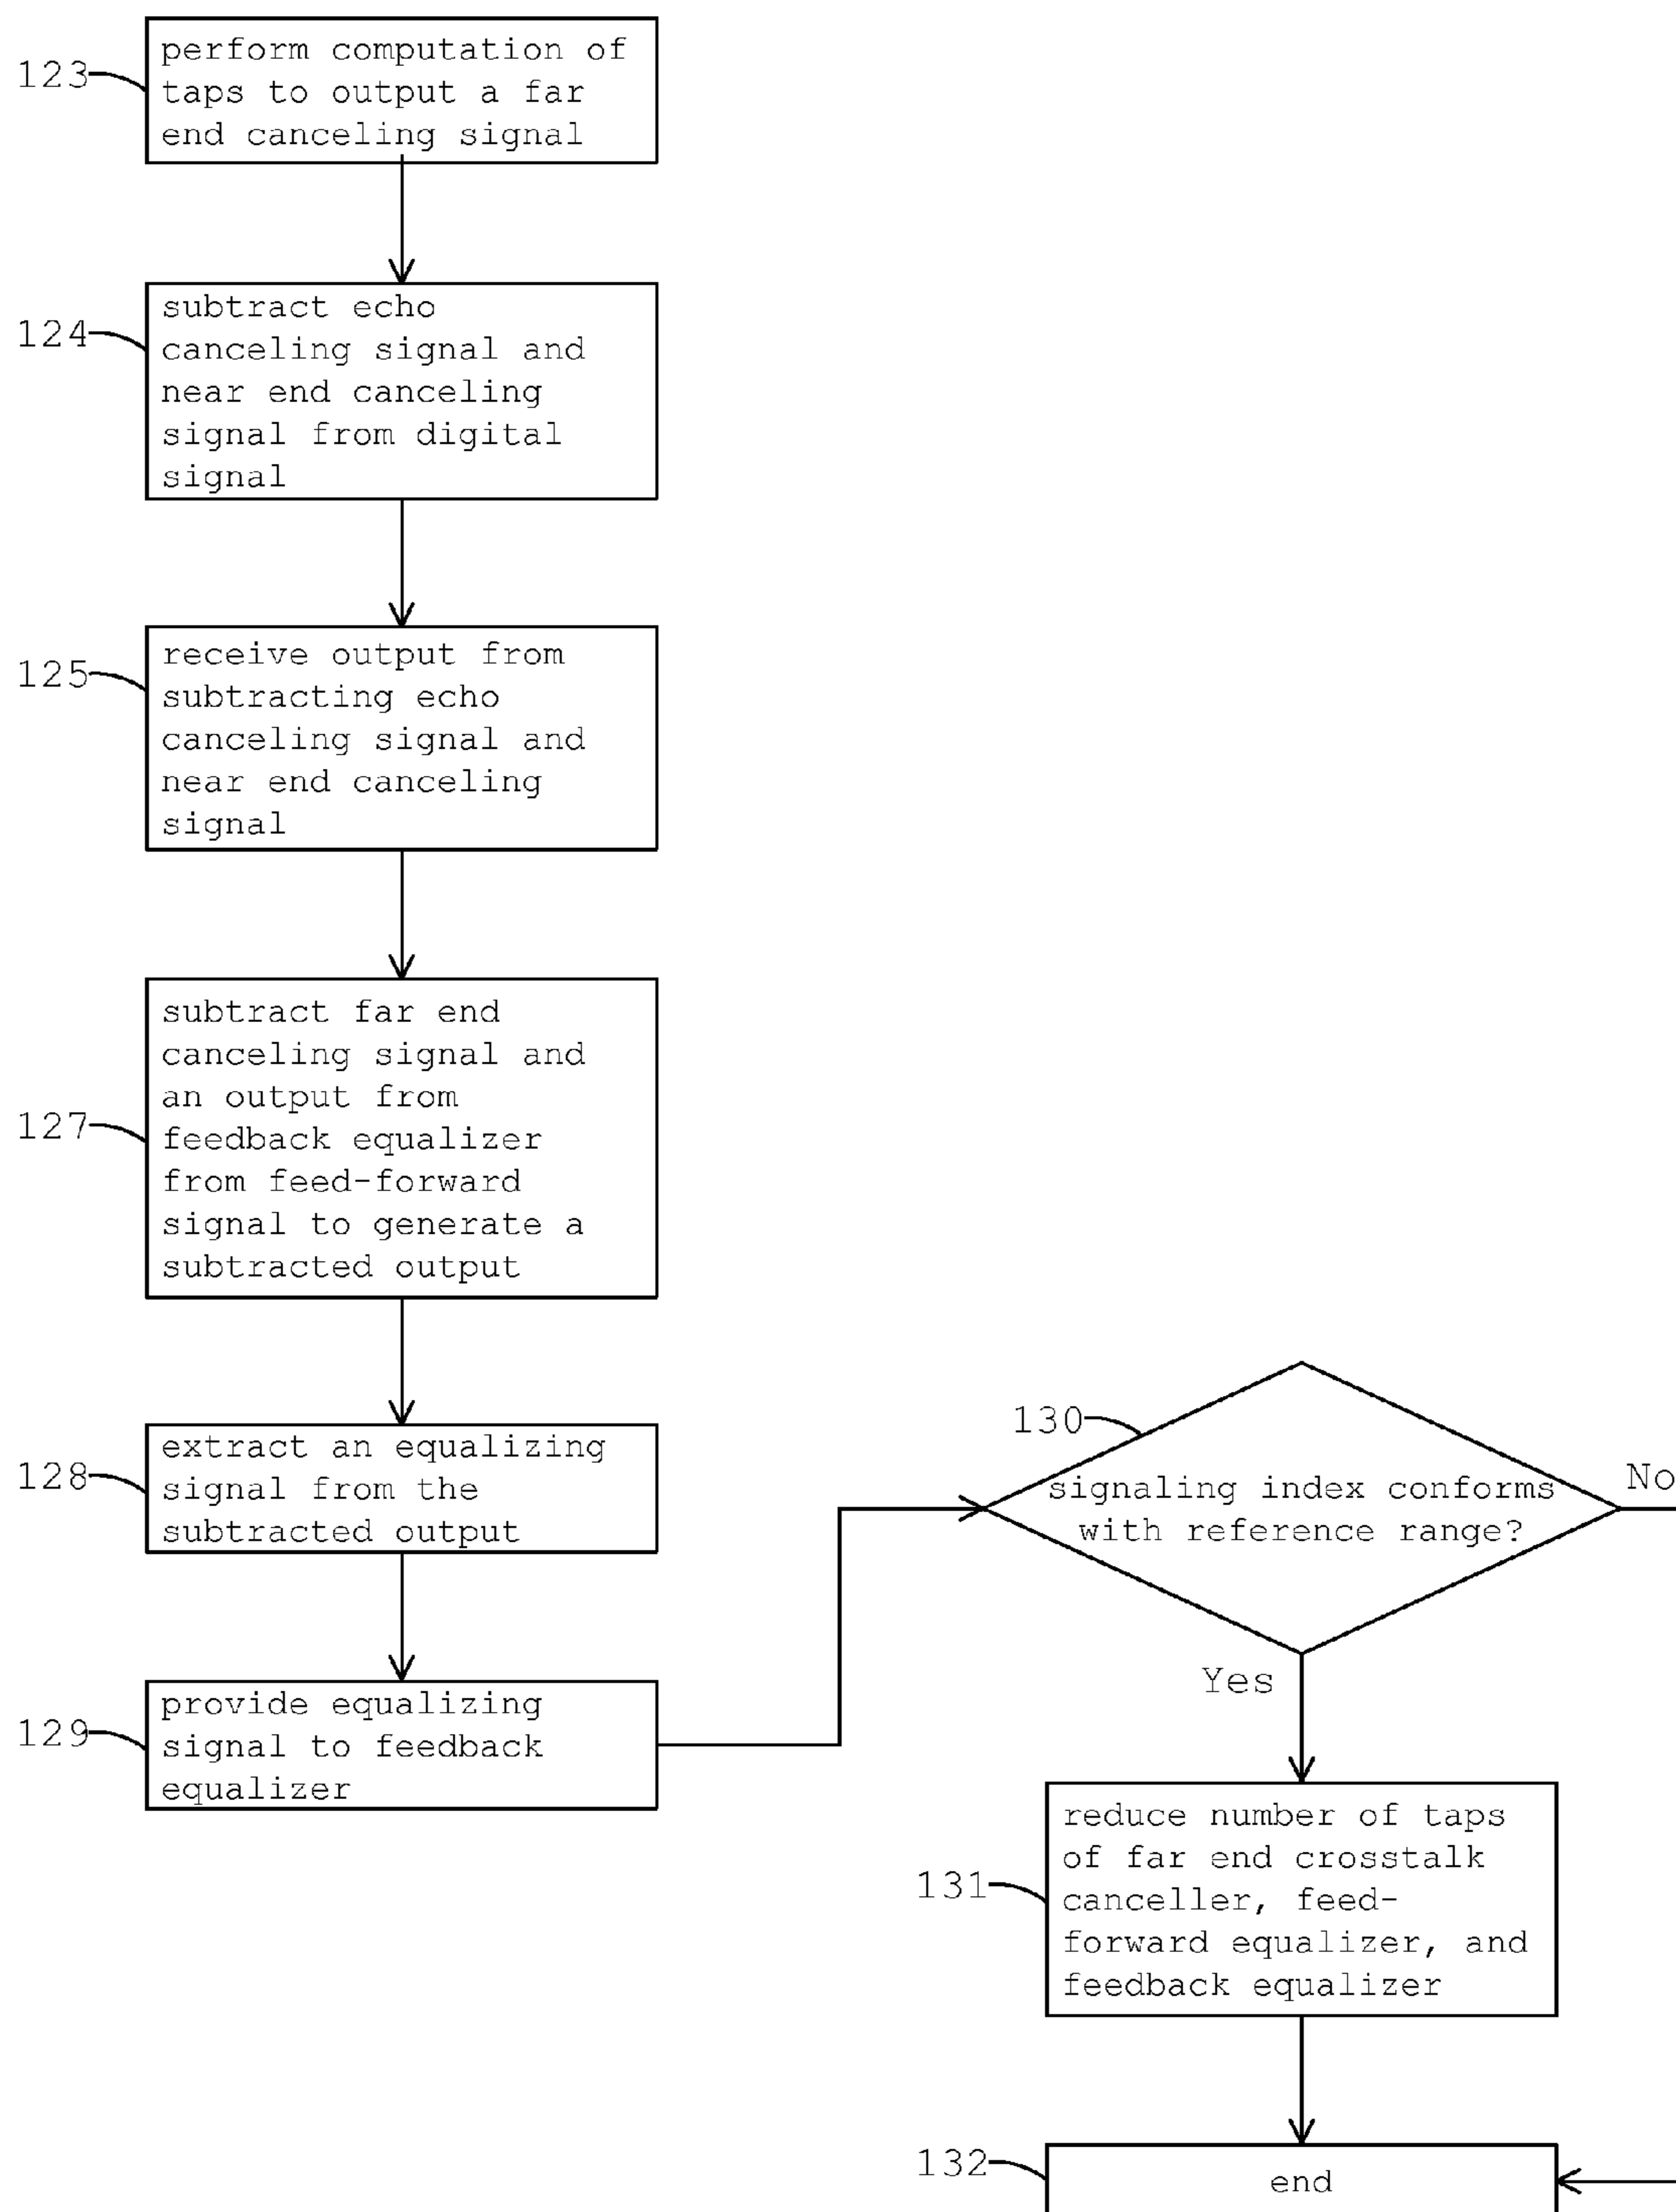 123
perform computation of
taps to output a far
end canceling signal
124
subtract echo
canceling signal and
near end canceling
signal from digital
signal
125
receive output from
subtracting echo
canceling signal and
near end canceling
signal
127
subtract far end
canceling signal and
an output from
feedback equalizer
from feed-forward
signal to generate a
subtracted output
128
extract an equalizing
signal from the
subtracted output
129
provide equalizing
signal to feedback
equalizer
130
signaling index conforms
with reference range?
No
Yes
131
reduce number of taps
of far end crosstalk
canceller, feed-
forward equalizer, and
feedback equalizer
132
end